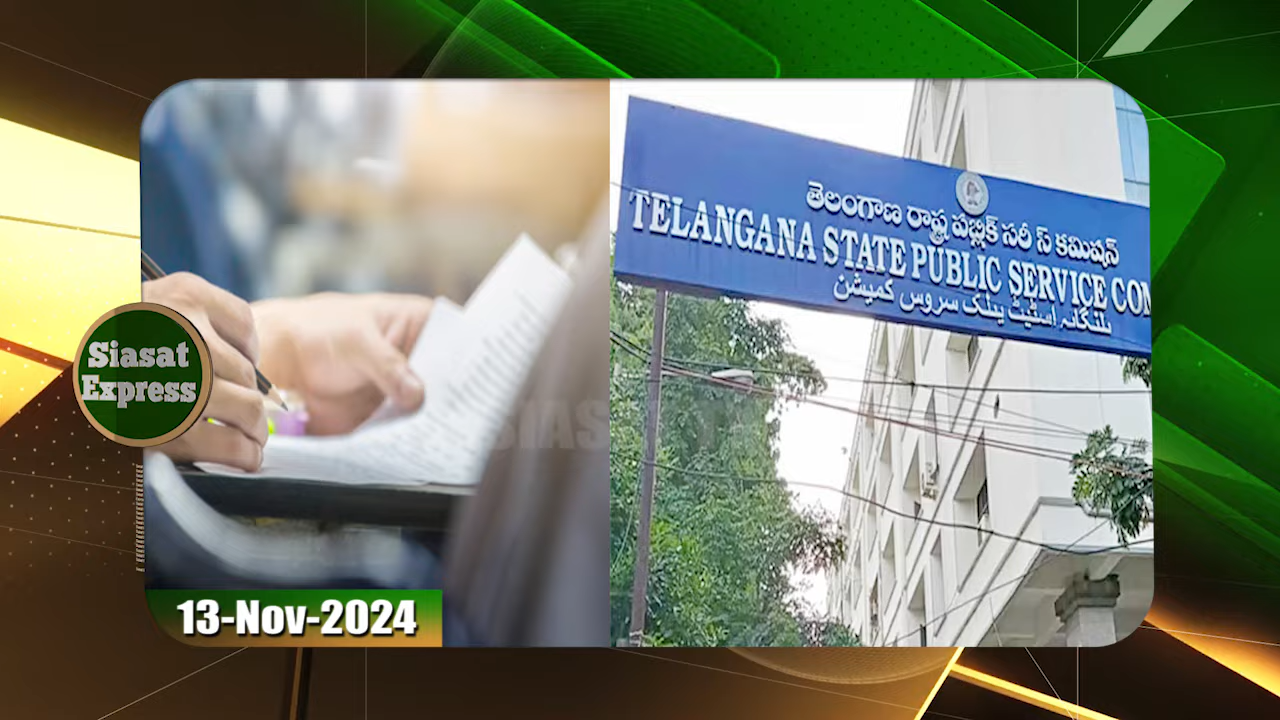 Siasat
Express
తెలంగాణ రాష్ట్ర పబ్లిక్ సర్వీస్ కమిషన్
TELANGANA STATE PUBLIC SERVICE COM
تلنگانہ اسٹیٹ پبلک سروس کمیشن
13-Nov-2024